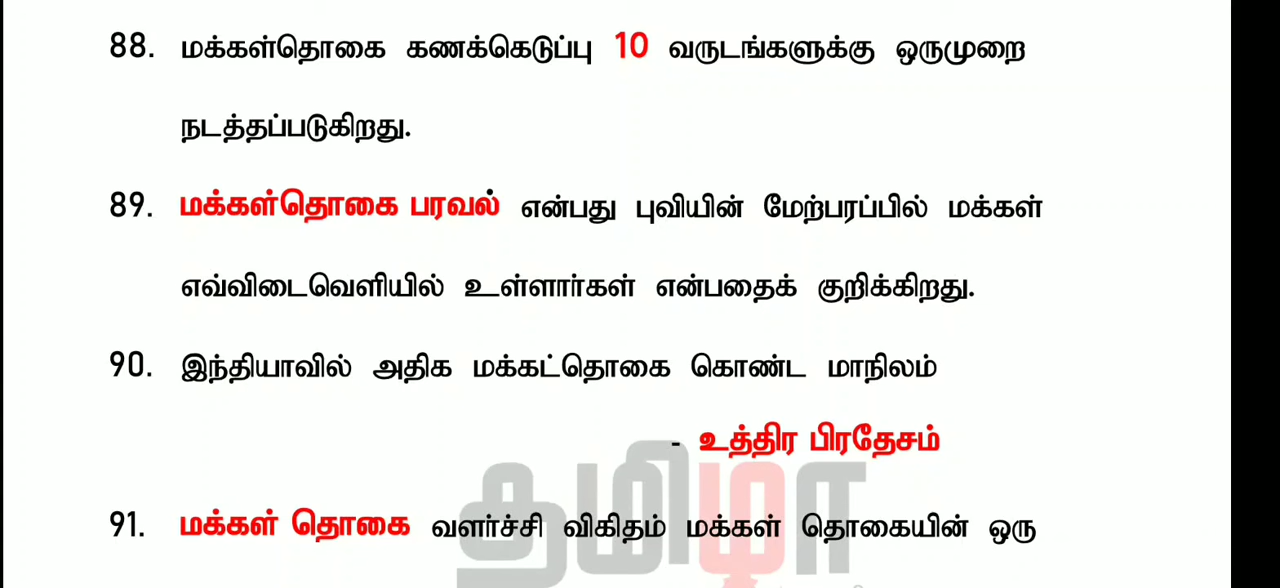 88. மக்கள்தொகை கணக்கெடுப்பு 10 வருடங்களுக்கு ஒருமுறை
நடத்தப்படுகிறது.
89. மக்கள்தொகை பரவல் என்பது புவியின் மேற்பரப்பில் மக்கள்
எவ்விடைவெளியில் உள்ளார்கள் என்பதைக் குறிக்கிறது.
90. இந்தியாவில் அதிக மக்கட்தொகை கொண்ட மாநிலம்
- உத்திர பிரதேசம்
தமிழா
91. மக்கள் தொகை வளர்ச்சி விகிதம் மக்கள் தொகையின் ஒரு